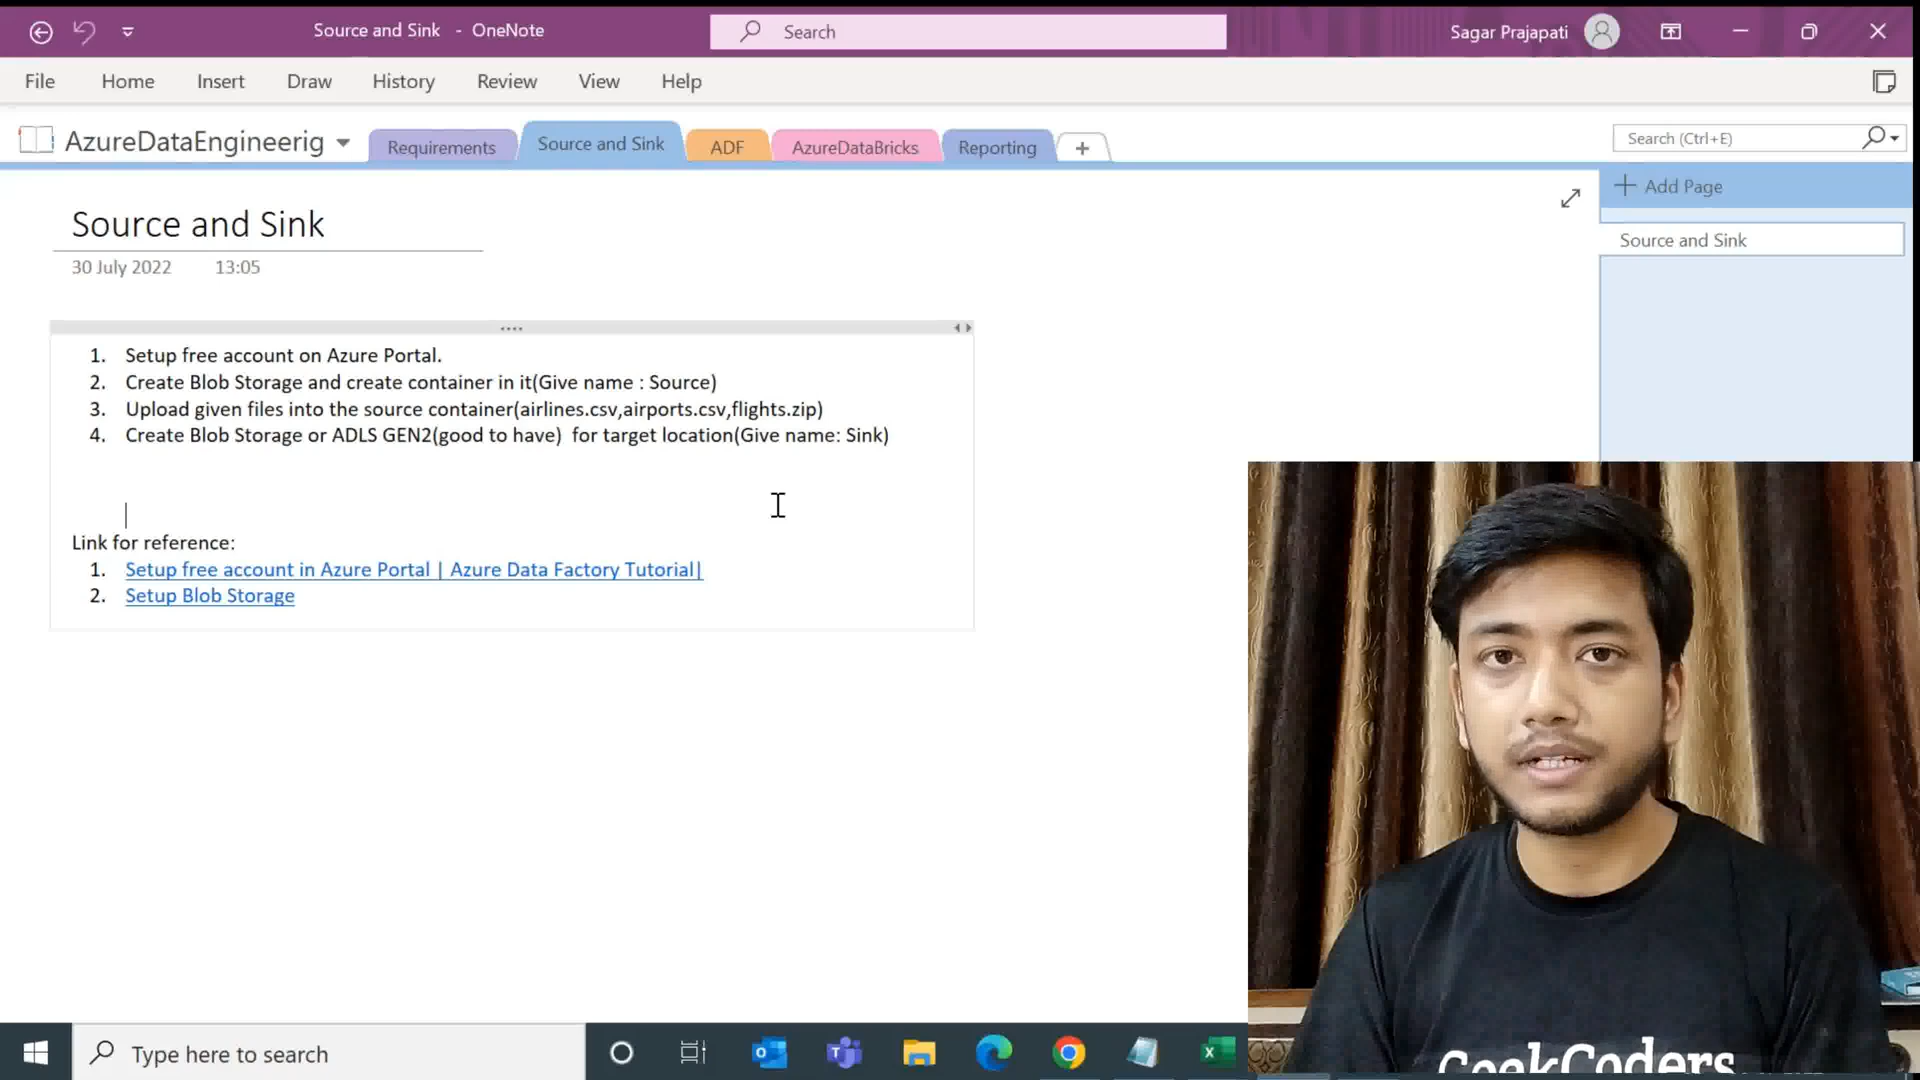 Source and Sink - OneNote
Search
Sagar Prajapati
File Home Insert Draw History Review View Help
AzureDataEngineerig
Requirements
Source and Sink
ADF
AzureDataBricks
Reporting
Search (Ctrl+E)
Add Page
Source and Sink
Source and Sink
30 July 2022 13:05
1. Setup free account on Azure Portal.
2. Create Blob Storage and create container in it(Give name : Source)
3. Upload given files into the source container(airlines.csv,airports.csv,flights.zip)
4. Create Blob Storage or ADLS GEN2(good to have) for target location(Give name: Sink)
Link for reference:
1. Setup free account in Azure Portal | Azure Data Factory Tutorial|
2. Setup Blob Storage
GeekCoders
Type here to search